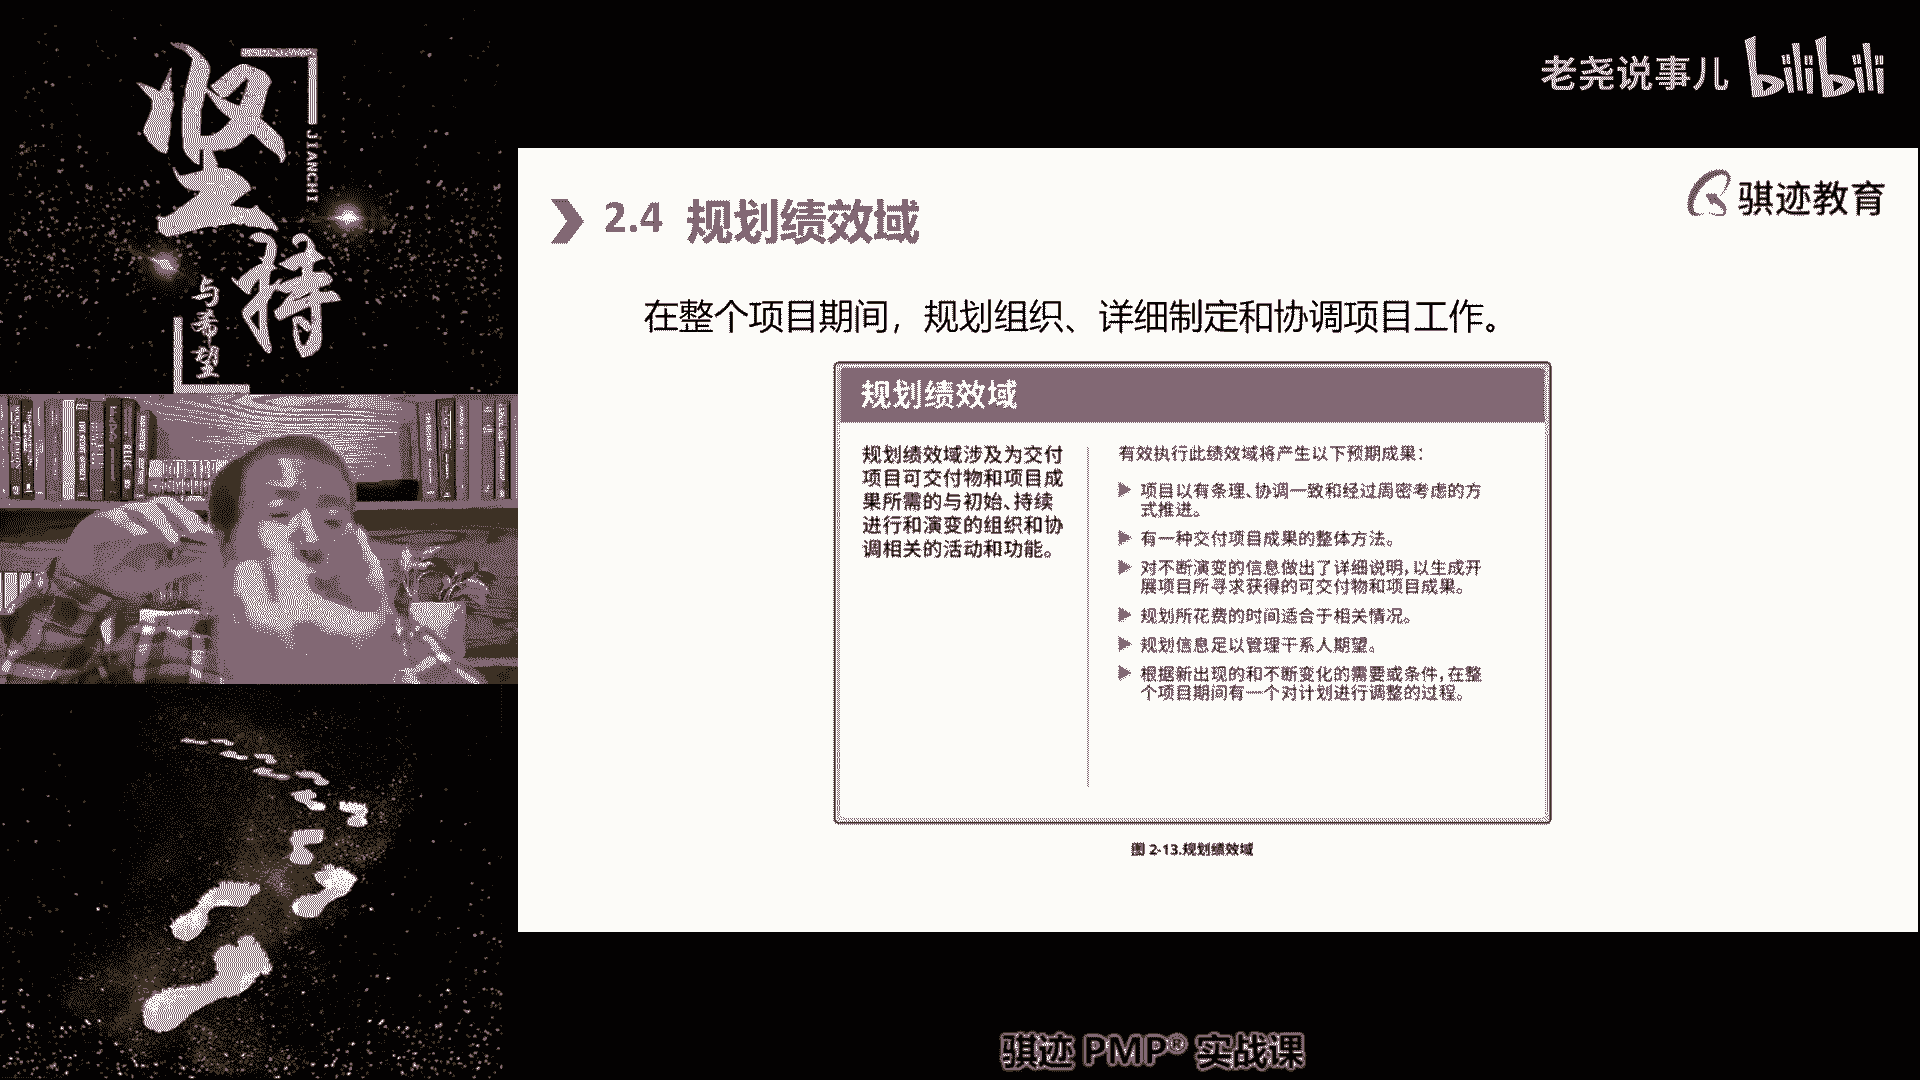 坚持
JIANCHI
与希望
老尧说事儿 bilibili
骐迹教育
2.4 规划绩效域
在整个项目期间，规划组织、详细制定和协调项目工作。
规划绩效域
规划绩效域涉及为交付
项目可交付物和项目成
果所需的与初始、持续
进行和演变的组织和协
调相关的活动和功能。
有效执行此绩效域将产生以下预期成果：
▶ 项目以有条理、协调一致和经过周密考虑的方
式推进。
▶ 有一种交付项目成果的整体方法。
▶ 对不断演变的信息做出了详细说明，以生成开
展项目所寻求获得的可交付物和项目成果。
▶ 规划所花费的时间适合于相关情况。
▶ 规划信息足以管理干系人期望。
▶ 根据新出现的和不断变化的需要或条件，在整
个项目期间有一个对计划进行调整的过程。
图 2-13.规划绩效域
骐迹 PMP® 实战课